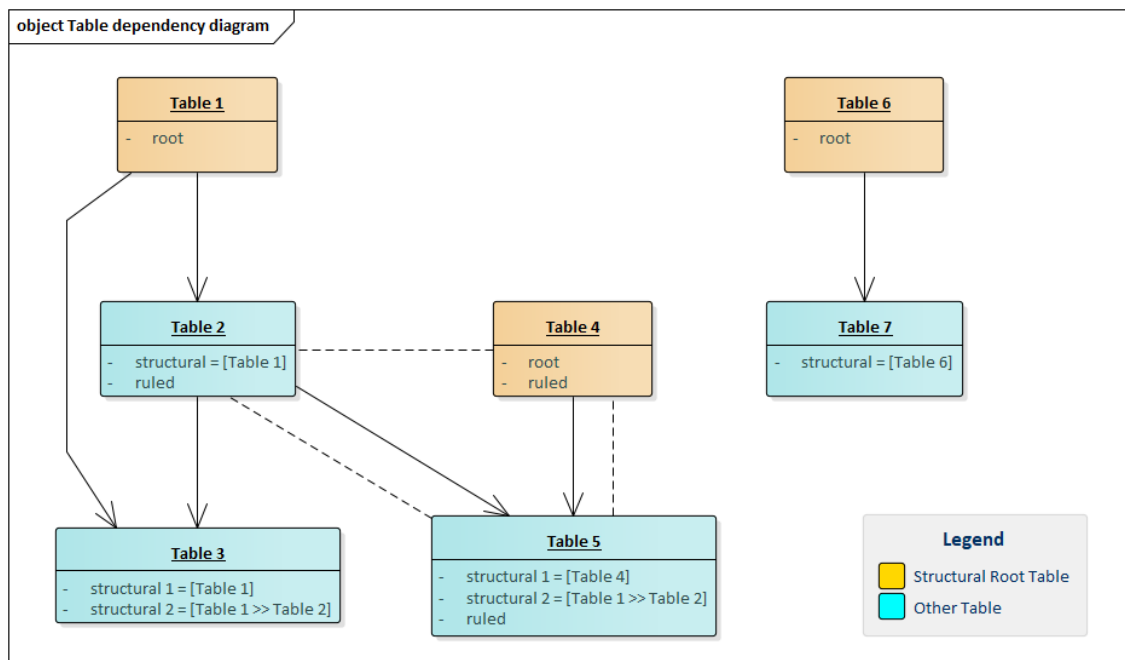 object Table dependency diagram
Table 1
- root
Table 6
- root
Table 2
- structural = [Table 1]
- ruled
Table 4
- root
- ruled
Table 7
- structural = [Table 6]
Table 3
- structural 1 = [Table 1]
- structural 2 = [Table 1 >> Table 2]
Table 5
- structural 1 = [Table 4]
- structural 2 = [Table 1 >> Table 2]
- ruled
Legend
Structural Root Table
Other Table